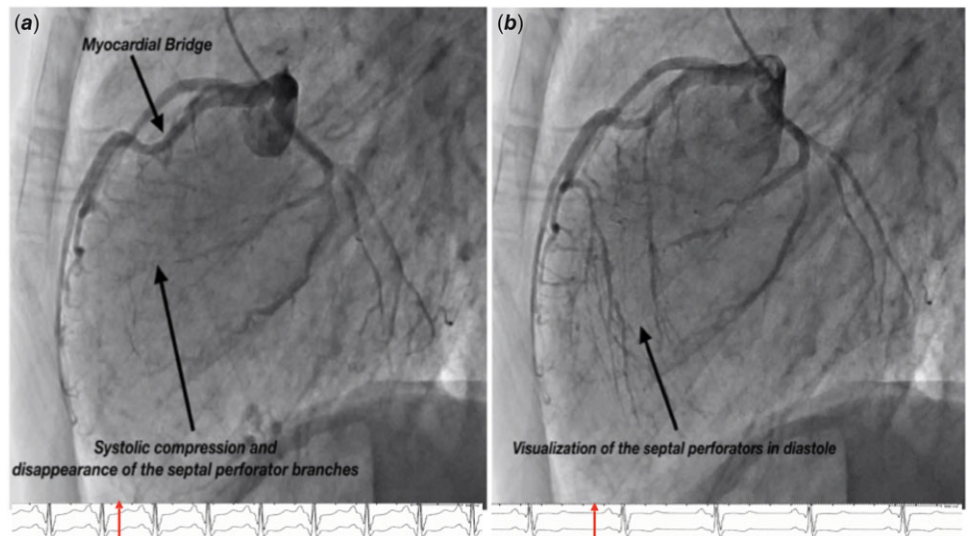 (a)
Myocardial Bridge
Systolic compression and
disappearance of the septal perforator branches
(b)
Visualization of the septal perforators in diastole